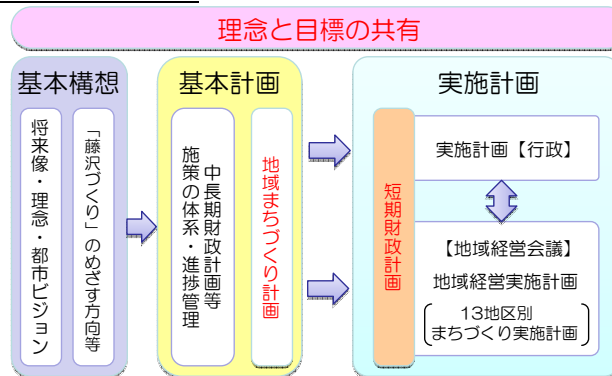 理念と目標の共有
基本構想
将来像・理念・都市ビジョン
「藤沢づくり」のめざす方向等
基本計画
中長期財政計画等
施策の体系・進捗管理
地域まちづくり計画
実施計画
短期財政計画
実施計画【行政】
【地域経営会議】
地域経営実施計画
13地区別
まちづくり実施計画